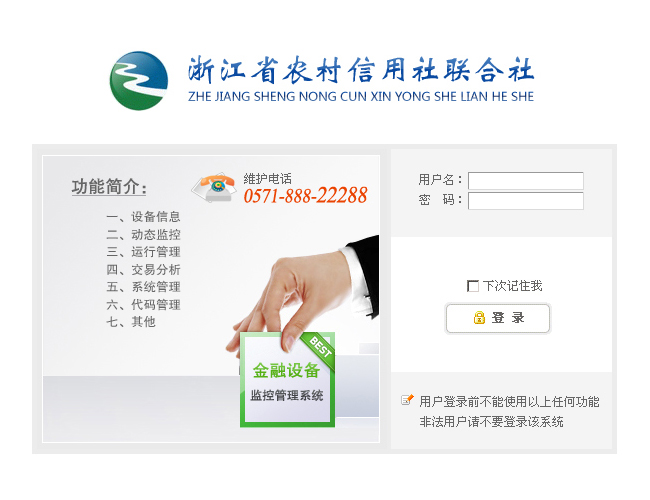 浙江省农村信用社联合社
ZHE JIANG SHENG NONG CUN XIN YONG SHE LIAN HE SHE
功能简介:
一、设备信息
二、动态监控
三、运行管理
四、交易分析
五、系统管理
六、代码管理
七、其他
维护电话
0571-888-22288
BEST
金融设备
监控管理系统
用户名：
密 码：
下次记住我
登 录
用户登录前不能使用以上任何功能
非法用户请不要登录该系统